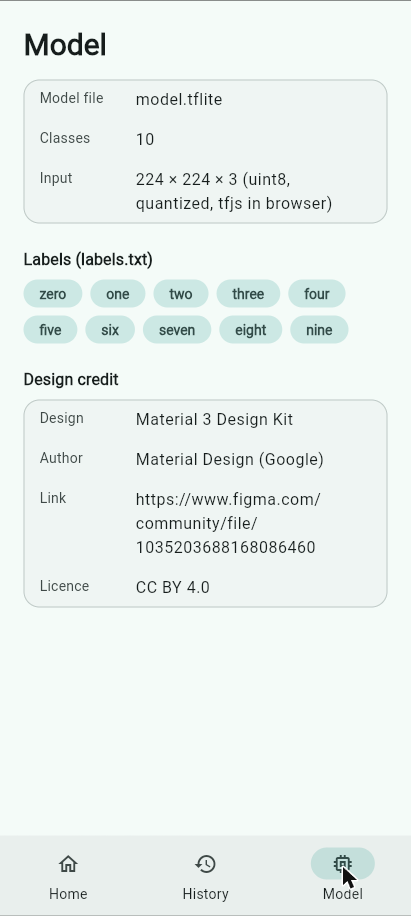 Model
Model file model.tflite
Classes 10
Input 224 × 224 × 3 (uint8,
quantized, tfjs in browser)
Labels (labels.txt)
zero one two three four
five six seven eight nine
Design credit
Design Material 3 Design Kit
Author Material Design (Google)
Link https://www.figma.com/
community/file/
1035203688168086460
Licence CC BY 4.0
Home History Model